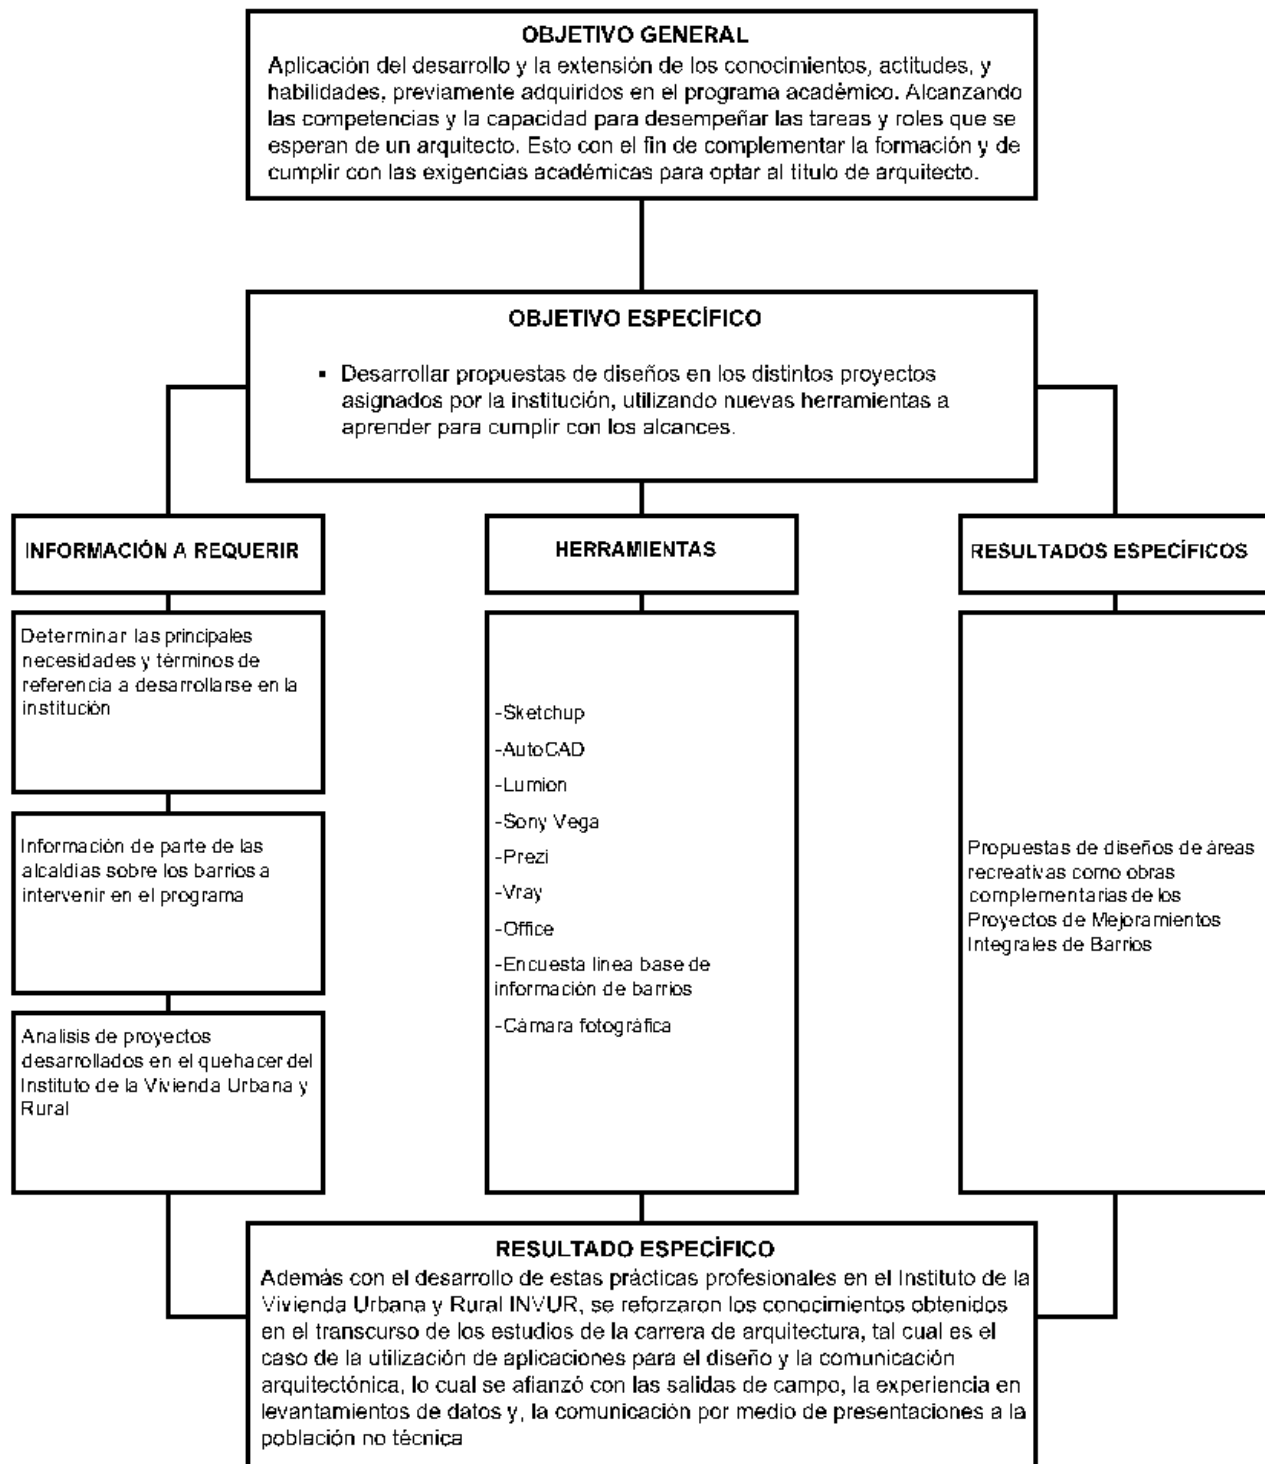 OBJETIVO GENERAL
Aplicación del desarrollo y la extensión de los conocimientos, actitudes, y
habilidades, previamente adquiridos en el programa académico. Alcanzando
las competencias y la capacidad para desempeñar las tareas y roles que se
esperan de un arquitecto. Esto con el fin de complementar la formación y de
cumplir con las exigencias académicas para optar al título de arquitecto.
OBJETIVO ESPECÍFICO
▪ Desarrollar propuestas de diseños en los distintos proyectos
asignados por la institución, utilizando nuevas herramientas a
aprender para cumplir con los alcances.
INFORMACIÓN A REQUERIR
Determinar las principales
necesidades y términos de
referencia a desarrollarse en la
institución
Información de parte de las
alcaldías sobre los barrios a
intervenir en el programa
Analisis de proyectos
desarrollados en el quehacer del
Instituto de la Vivienda Urbana y
Rural
HERRAMIENTAS
-Sketchup
-AutoCAD
-Lumion
-Sony Vega
-Prezi
-Vray
-Office
-Encuesta línea base de
información de barrios
-Cámara fotográfica
RESULTADOS ESPECÍFICOS
Propuestas de diseños de áreas
recreativas como obras
complementarias de los
Proyectos de Mejoramientos
Integrales de Barrios
RESULTADO ESPECÍFICO
Además con el desarrollo de estas prácticas profesionales en el Instituto de la
Vivienda Urbana y Rural INVUR, se reforzaron los conocimientos obtenidos
en el transcurso de los estudios de la carrera de arquitectura, tal cual es el
caso de la utilización de aplicaciones para el diseño y la comunicación
arquitectónica, lo cual se afianzó con las salidas de campo, la experiencia en
levantamientos de datos y, la comunicación por medio de presentaciones a la
población no técnica